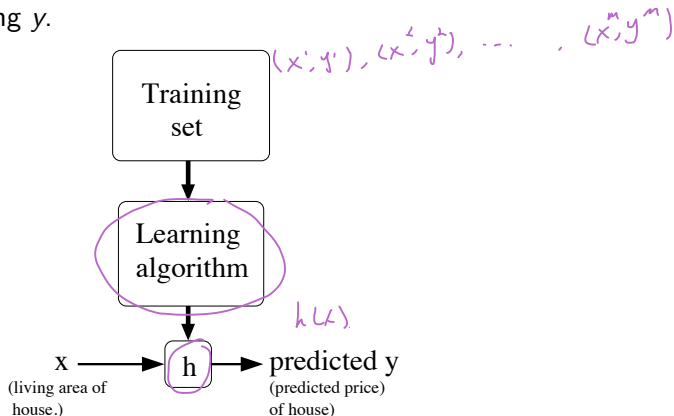 ng y.
(x¹, y¹), (x², y²), ... , (xᵐ, yᵐ)
Training
set
Learning
algorithm
h(x)
x
h
predicted y
(living area of
house.)
(predicted price)
of house)